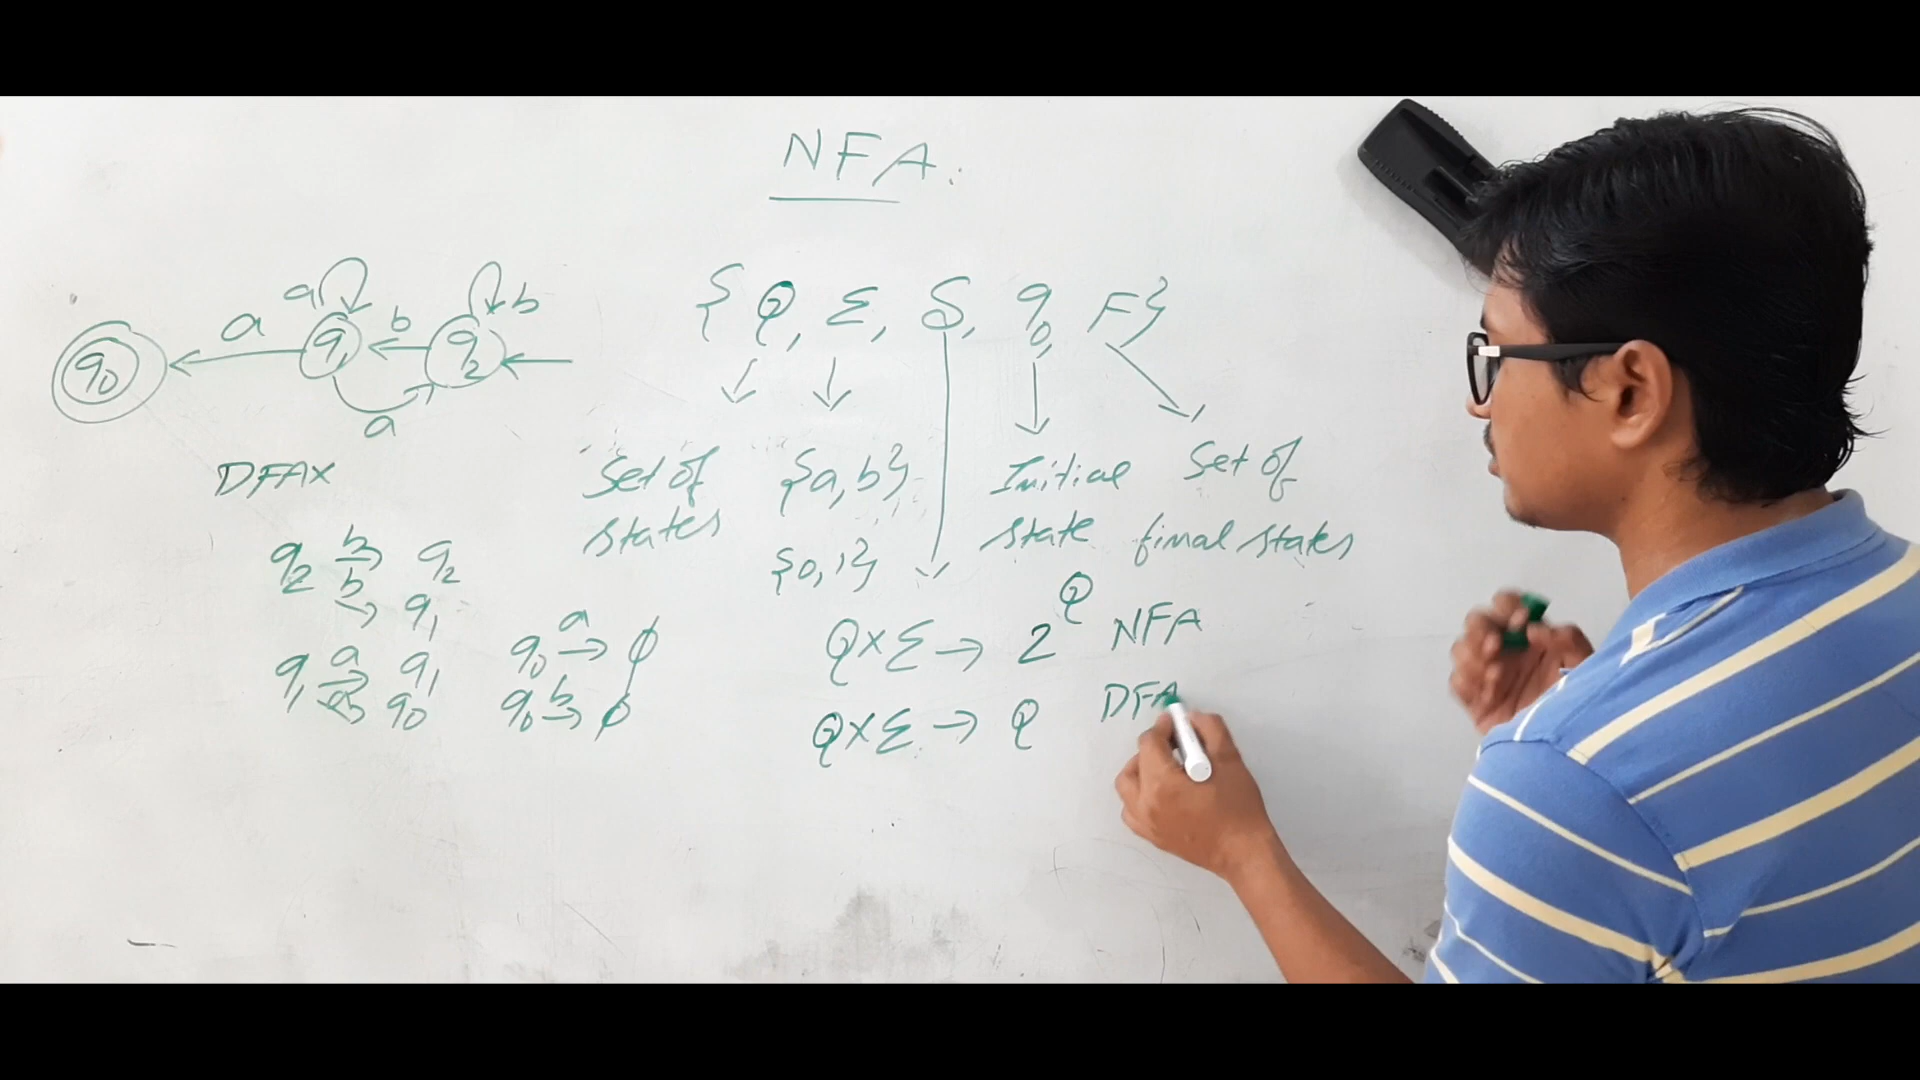 NFA.
{ Q, Σ, δ, q0, F}
a a b b
q0 q1 q2
a
DFAX
Set of states
{a, b}
{0, 1}
Initial state
Set of final states
q2 b→ q2
b→ q1
q1 a→ q1
a→ q0
q0 a→ φ
q0 b→ φ
Q×Σ → 2^Q NFA
Q×Σ → Q DFA